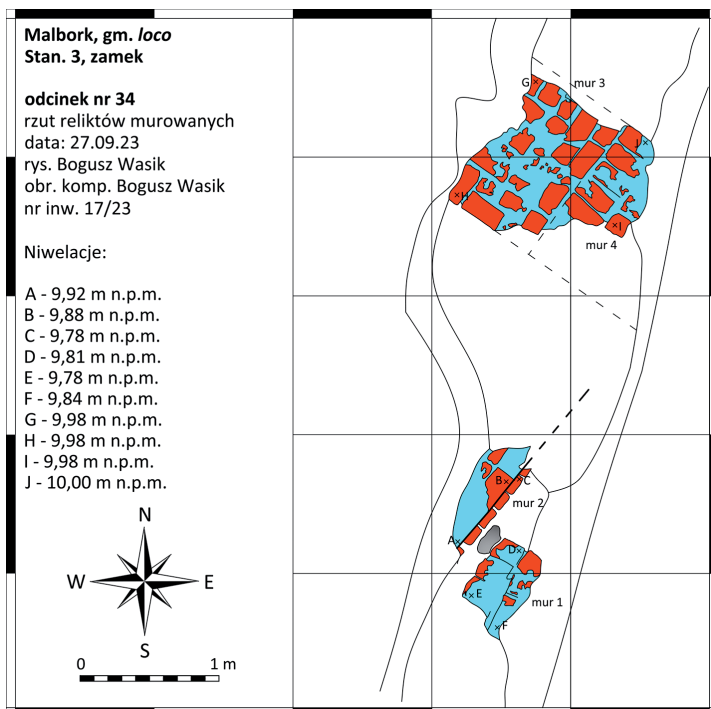 Malbork, gm. loco
Stan. 3, zamek
odcinek nr 34
rzut reliktów murowanych
data: 27.09.23
rys. Bogusz Wasik
obr. komp. Bogusz Wasik
nr inw. 17/23
Niwelacje:
A - 9,92 m n.p.m.
B - 9,88 m n.p.m.
C - 9,78 m n.p.m.
D - 9,81 m n.p.m.
E - 9,78 m n.p.m.
F - 9,84 m n.p.m.
G - 9,98 m n.p.m.
H - 9,98 m n.p.m.
I - 9,98 m n.p.m.
J - 10,00 m n.p.m.
N
W E
S
0 1 m
G
mur 3
J
H
I
mur 4
B
C
mur 2
A
D
E
mur 1
F